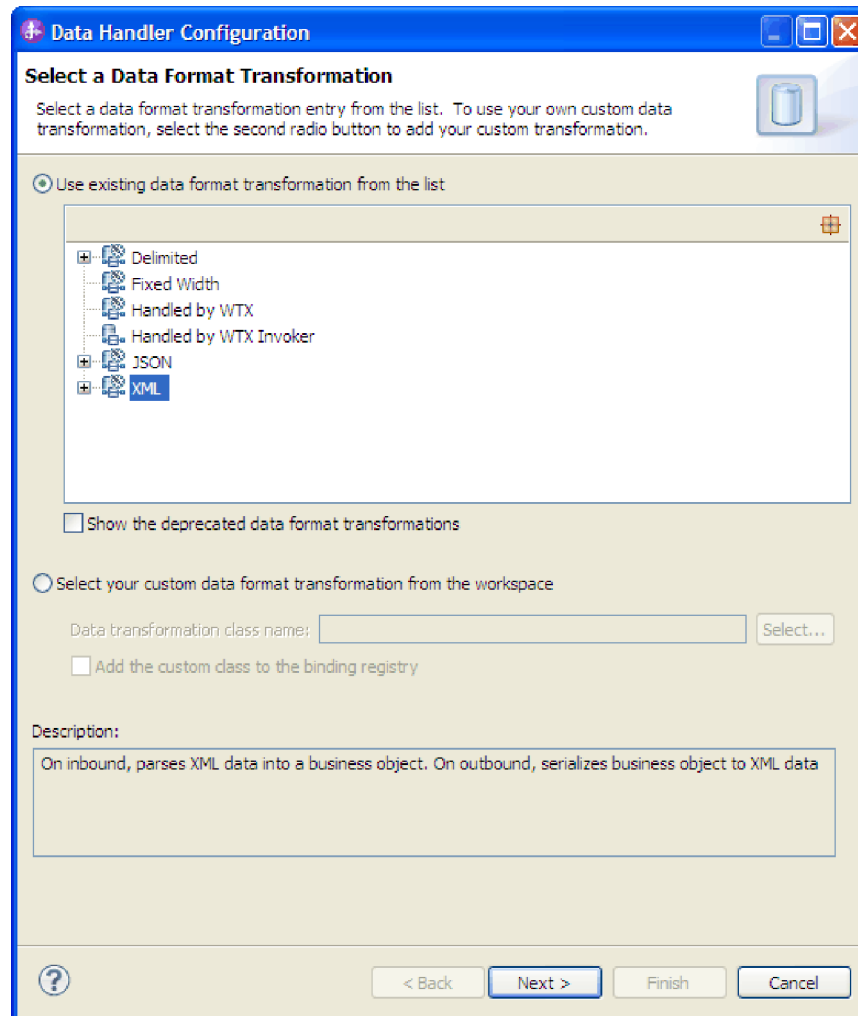 Data Handler Configuration
Select a Data Format Transformation
Select a data format transformation entry from the list. To use your own custom data
transformation, select the second radio button to add your custom transformation.
Use existing data format transformation from the list
Delimited
Fixed Width
Handled by WTX
Handled by WTX Invoker
JSON
XML
Show the deprecated data format transformations
Select your custom data format transformation from the workspace
Data transformation class name:
Select...
Add the custom class to the binding registry
Description:
On inbound, parses XML data into a business object. On outbound, serializes business object to XML data
?
< Back
Next >
Finish
Cancel